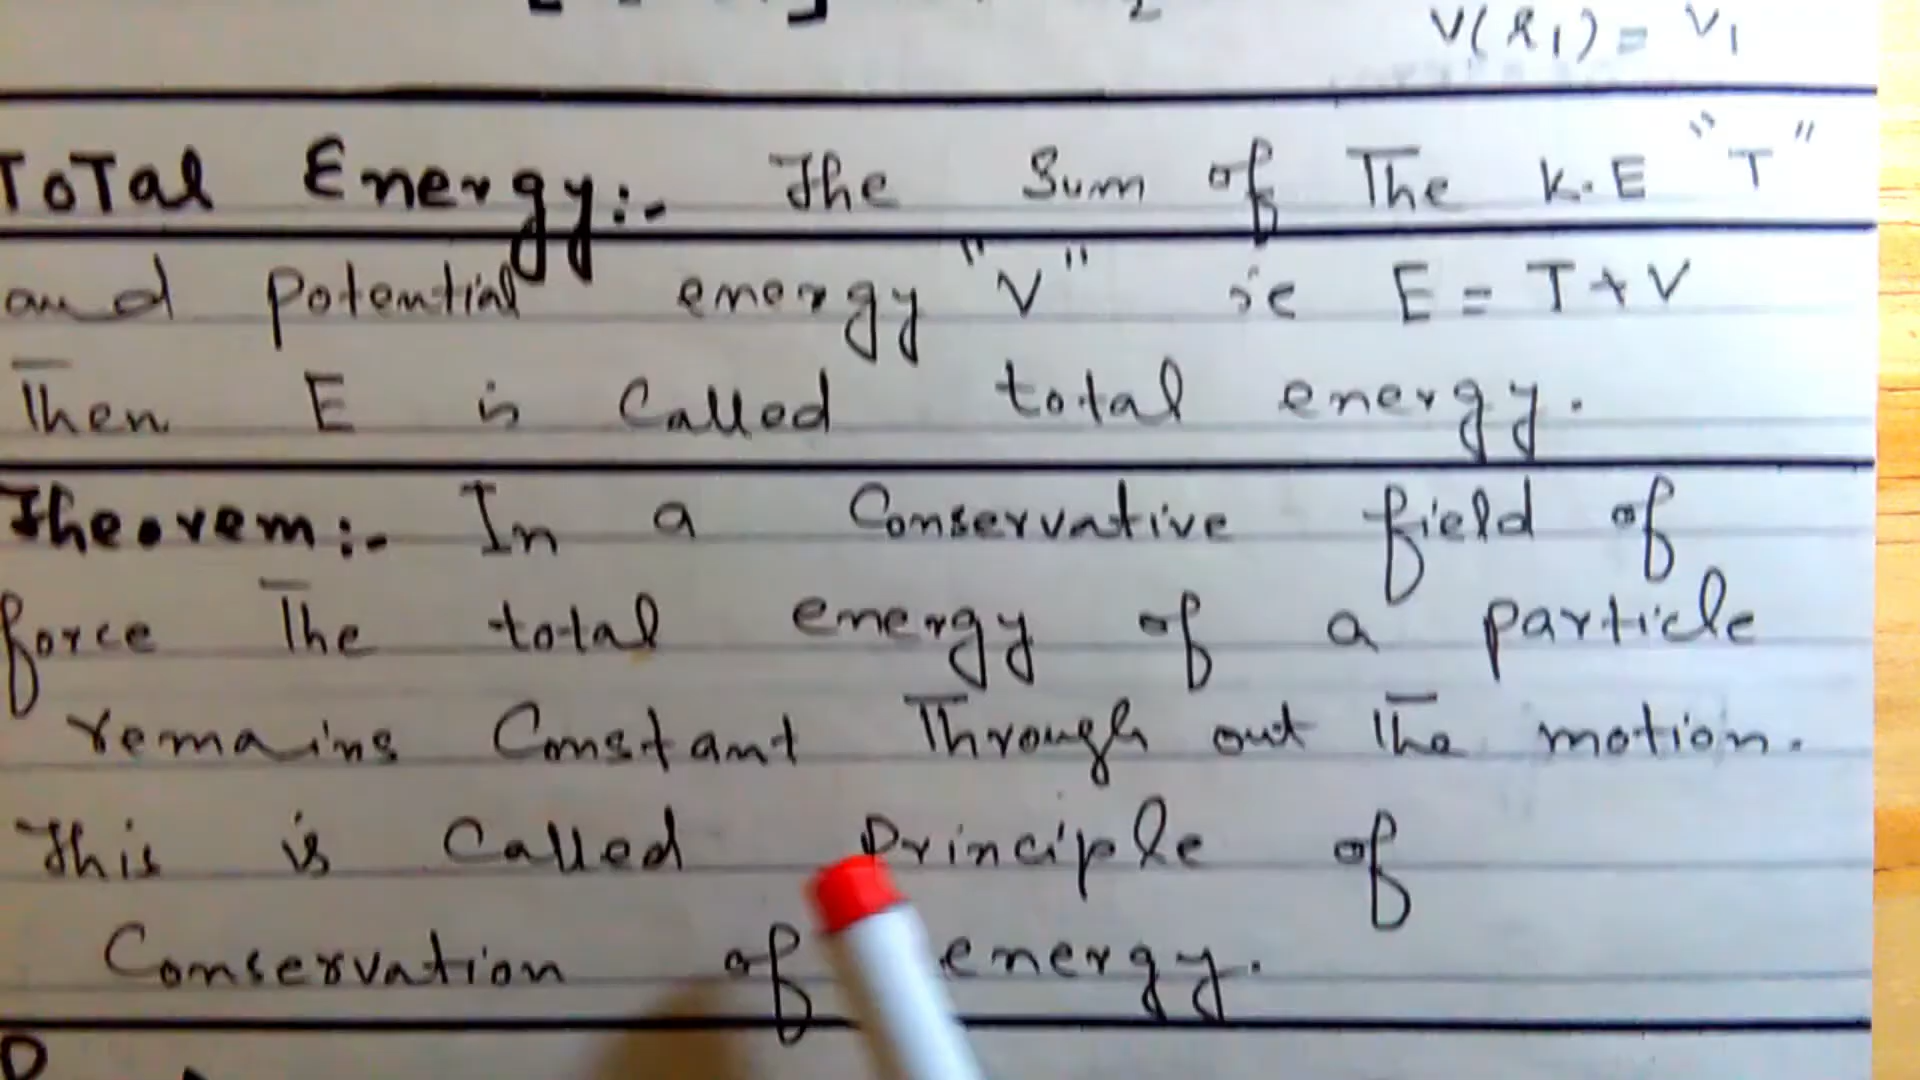 V(r1) = V1
Total Energy:- The Sum of The K.E "T"
and potential energy "V" ie E = T + V
Then E is Called total energy.
Theorem:- In a Conservative field of
force The total energy of a particle
remains Constant Through out The motion.
This is Called Principle of
Conservation of energy.